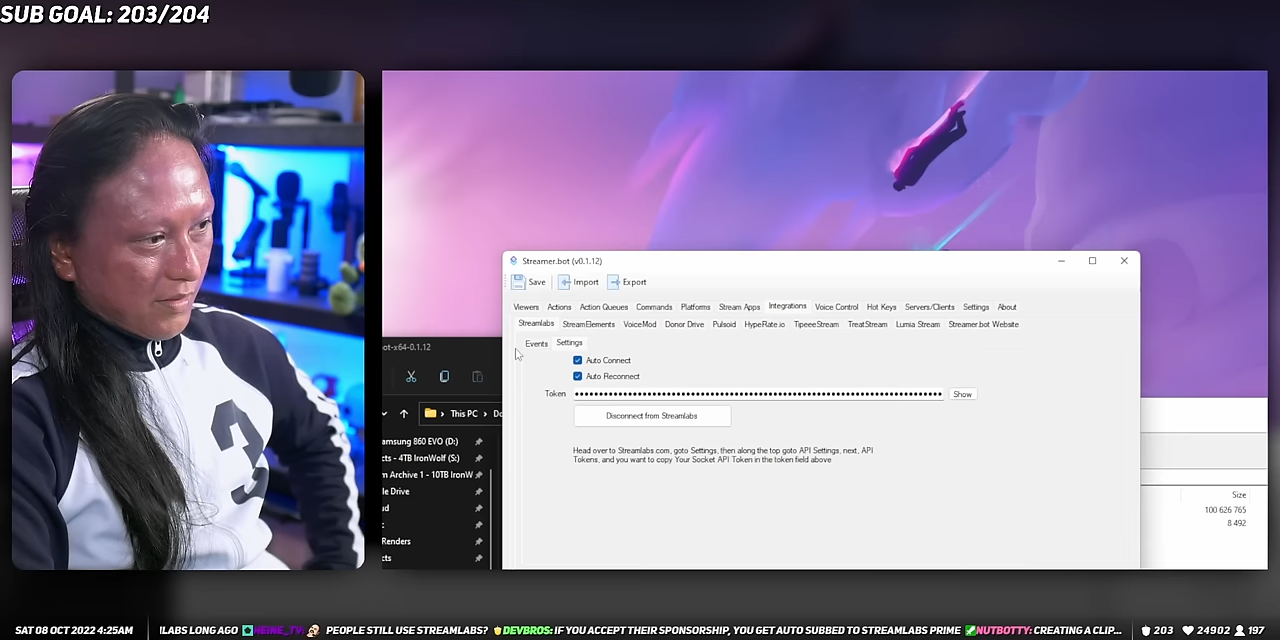 SUB GOAL: 203/204
Streamer.bot (v0.1.12)
Save Import Export
Viewers Actions Action Queues Commands Platforms Stream Apps Integrations Voice Control Hot Keys Servers/Clients Settings About
Streamlabs StreamElements VoiceMod Donor Drive Pulsoid HypeRate.io TipeeeStream TreatStream Lumia Stream Streamer.bot Website
Events Settings
Auto Connect
Auto Reconnect
Token Show
Disconnect from Streamlabs
Head over to Streamlabs.com, goto Settings, then along the top goto API Settings, next, API
Tokens, and you want to copy Your Socket API Token in the token field above
ot-x64-0.1.12
This PC › Do
amsung 860 EVO (D:)
cts - 4TB IronWolf (S:)
m Archive 1 - 10TB IronW
le Drive
ud
Renders
cts
Size
100 626 765
8 492
3
SAT 08 OCT 2022 4:25AM
LABS LONG AGO MEINE_TV: PEOPLE STILL USE STREAMLABS? DEVBROS: IF YOU ACCEPT THEIR SPONSORSHIP, YOU GET AUTO SUBBED TO STREAMLABS PRIME NUTBOTTY: CREATING A CLIP... 203 24902 197